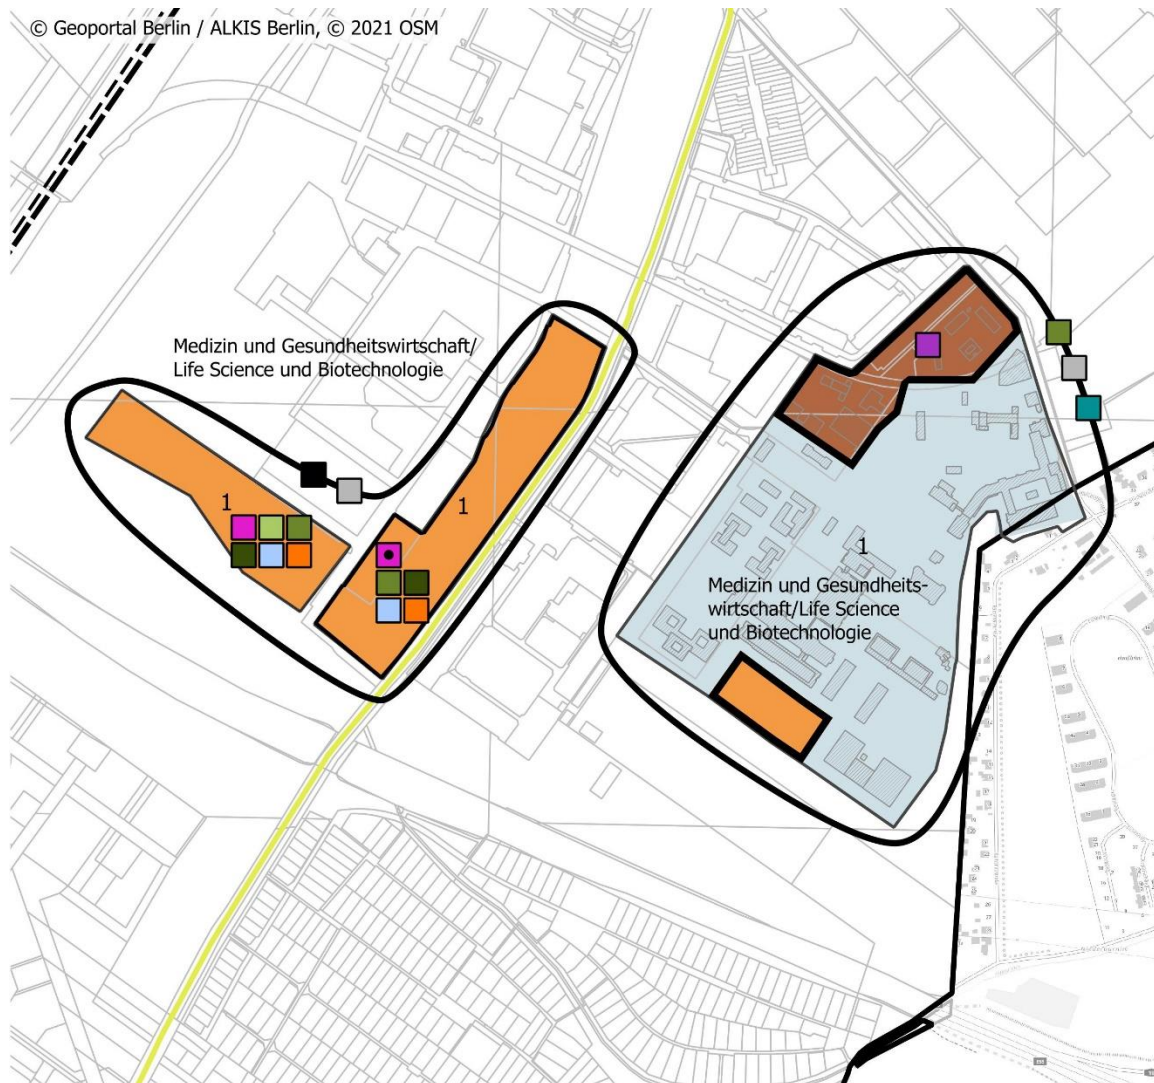 © Geoportal Berlin / ALKIS Berlin, © 2021 OSM
Medizin und Gesundheitswirtschaft/
Life Science und Biotechnologie
1
1
1
Medizin und Gesundheits-
wirtschaft/Life Science
und Biotechnologie